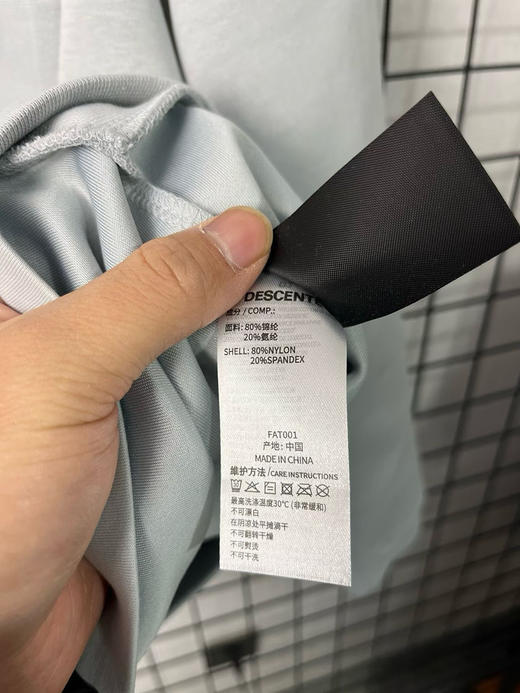 DESCENTE
成分 / COMP.:
面料: 80%锦纶
20%氨纶
SHELL: 80%NYLON
20%SPANDEX
FAT001
产地: 中国
MADE IN CHINA
维护方法 / CARE INSTRUCTIONS
最高洗涤温度30℃ (非常缓和)
不可漂白
在阴凉处平摊滴干
不可翻转干燥
不可熨烫
不可干洗